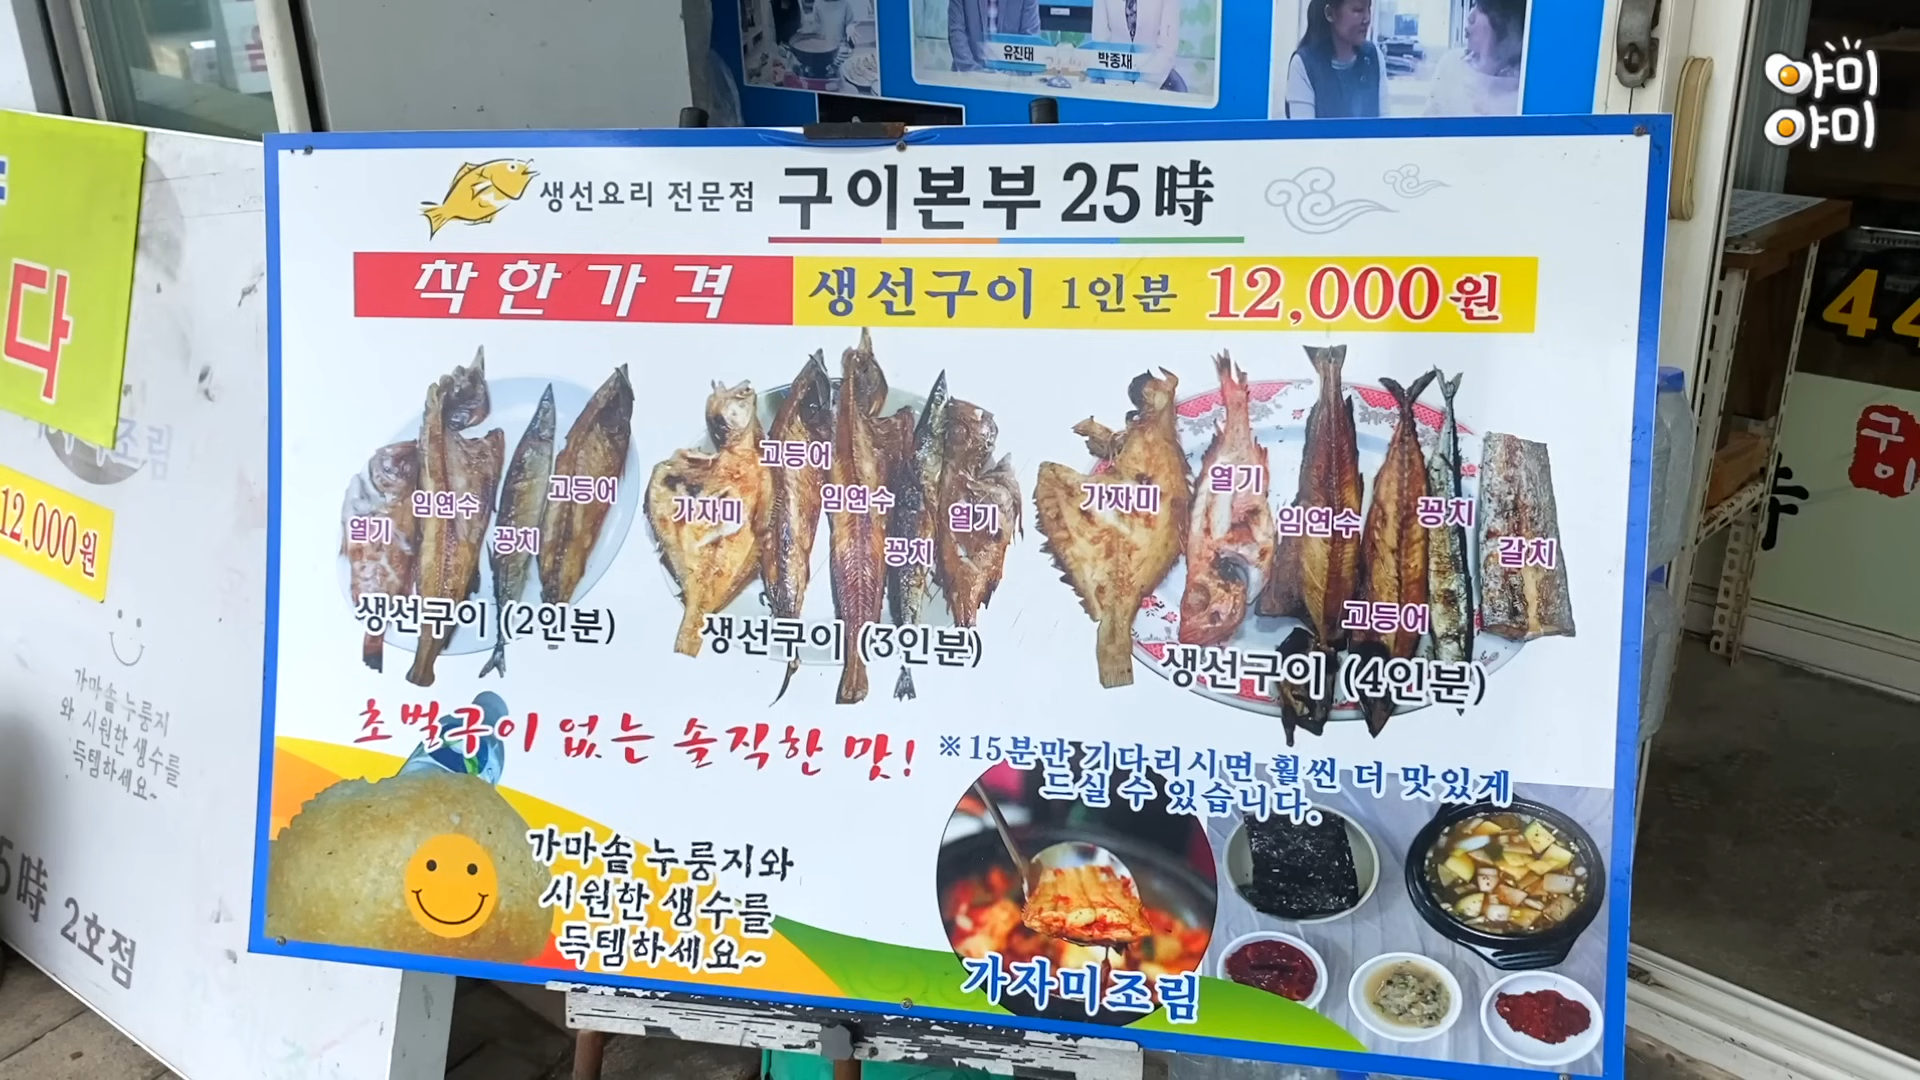 유진태
박종재
야미
야미
생선요리 전문점 구이본부 25時
착한가격 생선구이 1인분 12,000원
열기
임연수
꽁치
고등어
생선구이 (2인분)
가자미
고등어
임연수
꽁치
열기
생선구이 (3인분)
가자미
열기
임연수
고등어
꽁치
갈치
생선구이 (4인분)
초벌구이 없는 솔직한 맛!
※15분만 기다리시면 훨씬 더 맛있게
드실 수 있습니다.
가마솥 누룽지와
시원한 생수를
득템하세요~
가자미조림
다
조림
12,000원
가마솥 누룽지
와 시원한 생수를
득템하세요~
5時 2호점
44
구이